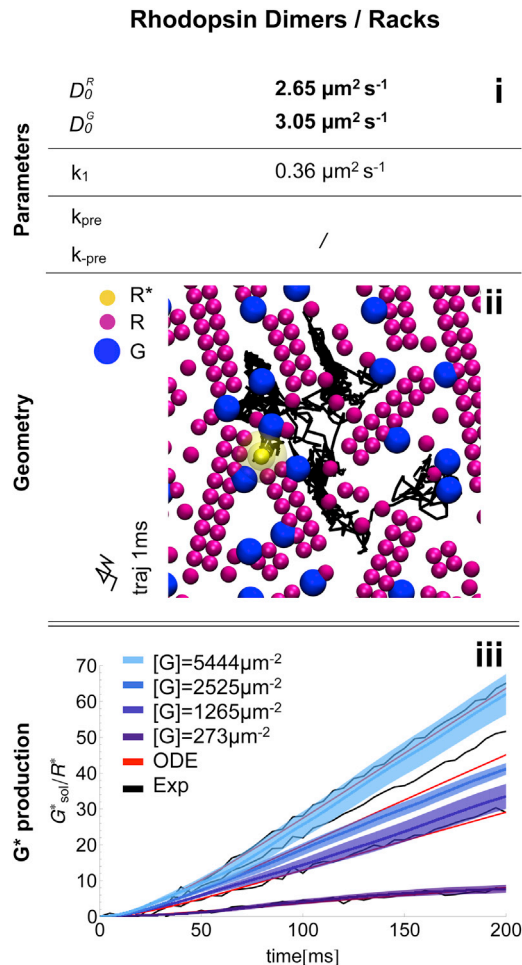 Rhodopsin Dimers / Racks
Parameters
i
D₀ᴿ 2.65 µm² s⁻¹
D₀ᴳ 3.05 µm² s⁻¹
k₁ 0.36 µm² s⁻¹
kpre
/
k-pre
Geometry
ii
R*
R
G
traj 1ms
G* production
iii
[G]=5444µm⁻²
[G]=2525µm⁻²
[G]=1265µm⁻²
[G]=273µm⁻²
ODE
Exp
G*sol/R*
70
60
50
40
30
20
10
0
0 50 100 150 200
time[ms]